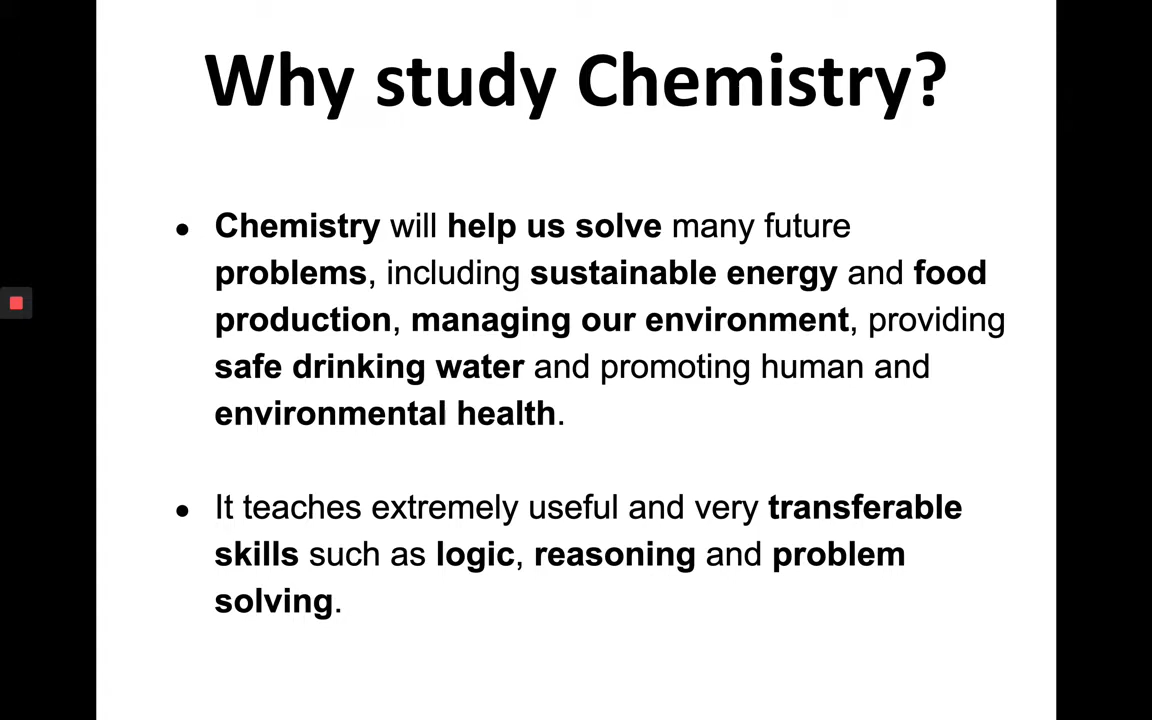 Why study Chemistry?
• Chemistry will help us solve many future
problems, including sustainable energy and food
production, managing our environment, providing
safe drinking water and promoting human and
environmental health.
• It teaches extremely useful and very transferable
skills such as logic, reasoning and problem
solving.